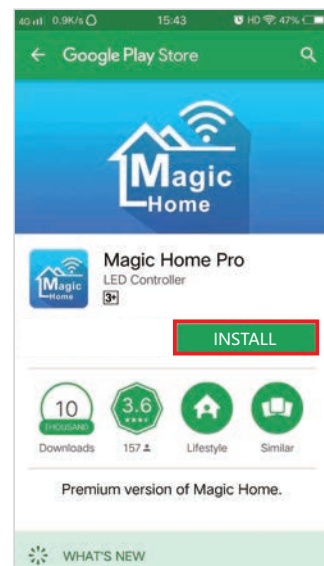 4G 0.9K/s 15:43 HD 47%
Google Play Store
Magic
Home
Magic
Home
Magic Home Pro
LED Controller
3+
INSTALL
10
THOUSAND
3.6
Downloads
157
Lifestyle
Similar
Premium version of Magic Home.
WHAT'S NEW